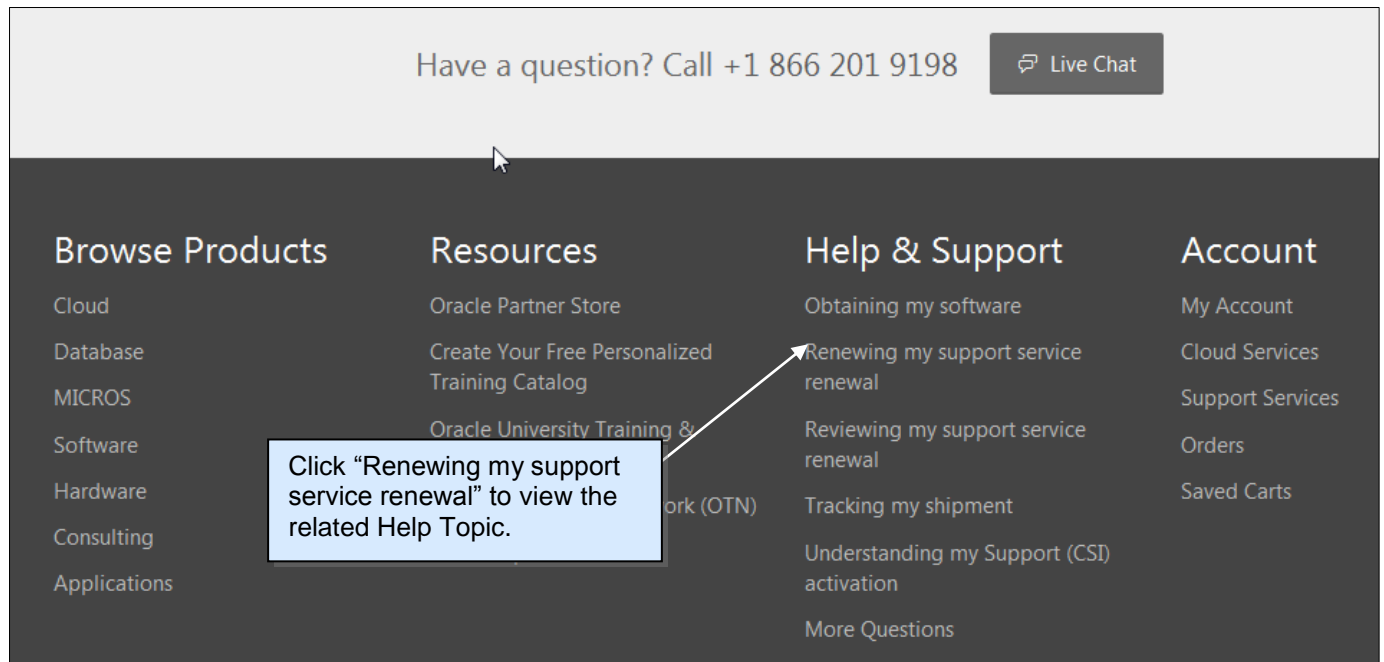 Have a question? Call +1 866 201 9198
Live Chat
Browse Products
Cloud
Database
MICROS
Software
Hardware
Consulting
Applications
Resources
Oracle Partner Store
Create Your Free Personalized
Training Catalog
Oracle University Training &
ork (OTN)
Click “Renewing my support
service renewal” to view the
related Help Topic.
Help & Support
Obtaining my software
Renewing my support service
renewal
Reviewing my support service
renewal
Tracking my shipment
Understanding my Support (CSI)
activation
More Questions
Account
My Account
Cloud Services
Support Services
Orders
Saved Carts